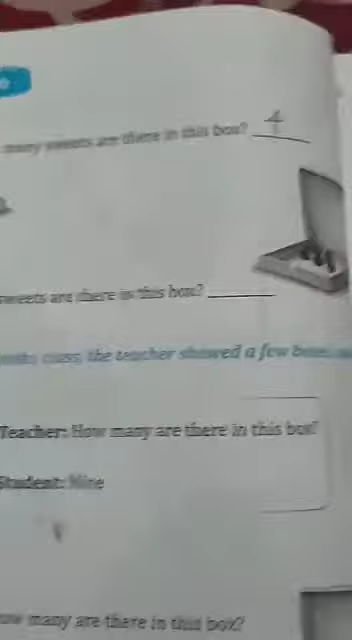 many sweets are there in this box? 4
sweets are there in this box?
class, the teacher showed a few
Teacher: How many are there in this box?
Student: Nine
many are there in this box?